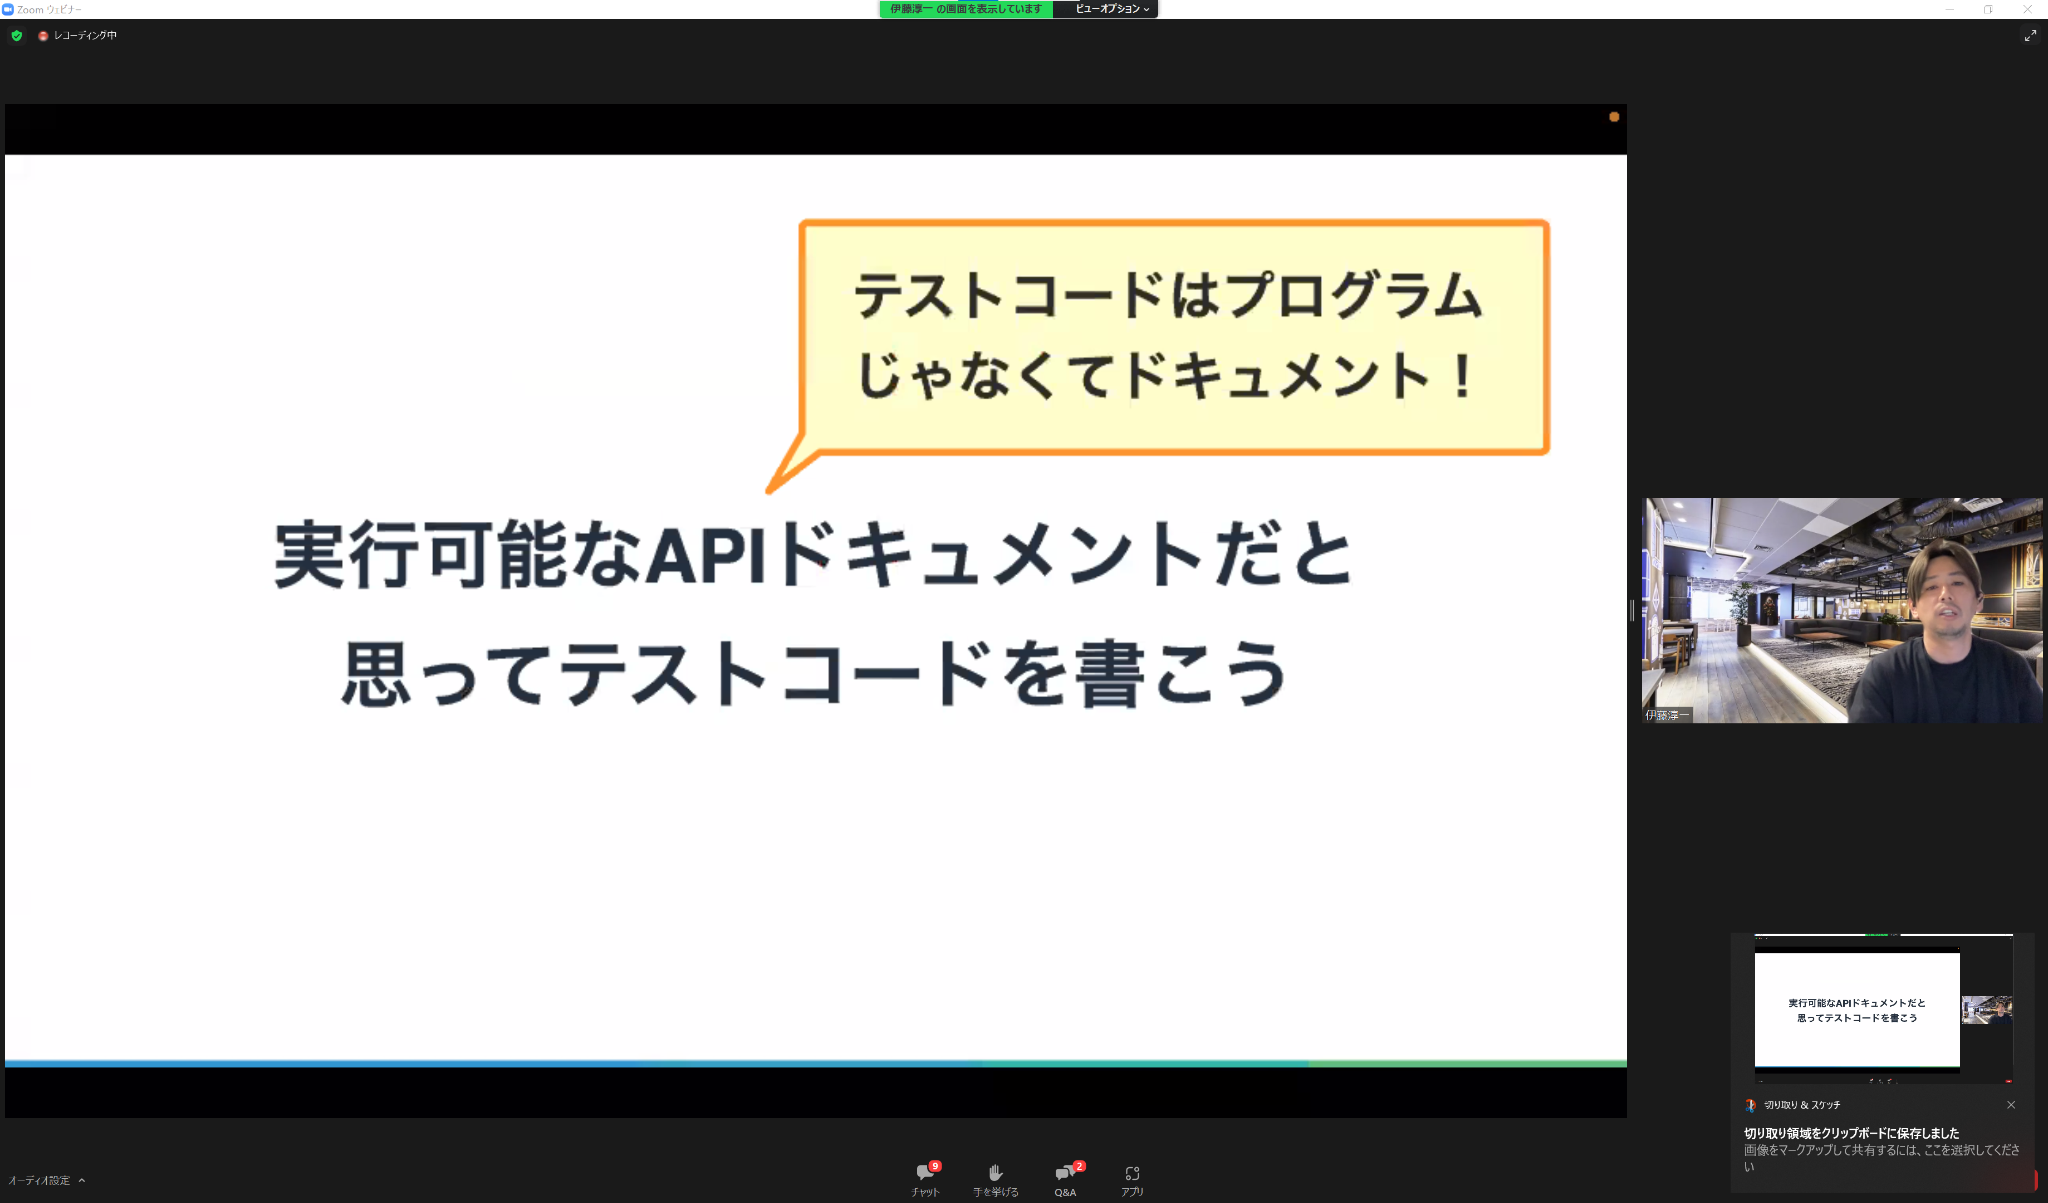 Zoom ウェビナー
伊藤淳一 の画面を表示しています
ビューオプション
レコーディング中
テストコードはプログラム
じゃなくてドキュメント！
実行可能なAPIドキュメントだと
思ってテストコードを書こう
伊藤淳一
実行可能なAPIドキュメントだと
思ってテストコードを書こう
切り取り & スケッチ
切り取り領域をクリップボードに保存しました
画像をマークアップして共有するには、ここを選択してくださ
い
オーディオ設定
9
チャット
手を挙げる
2
Q&A
アプリ